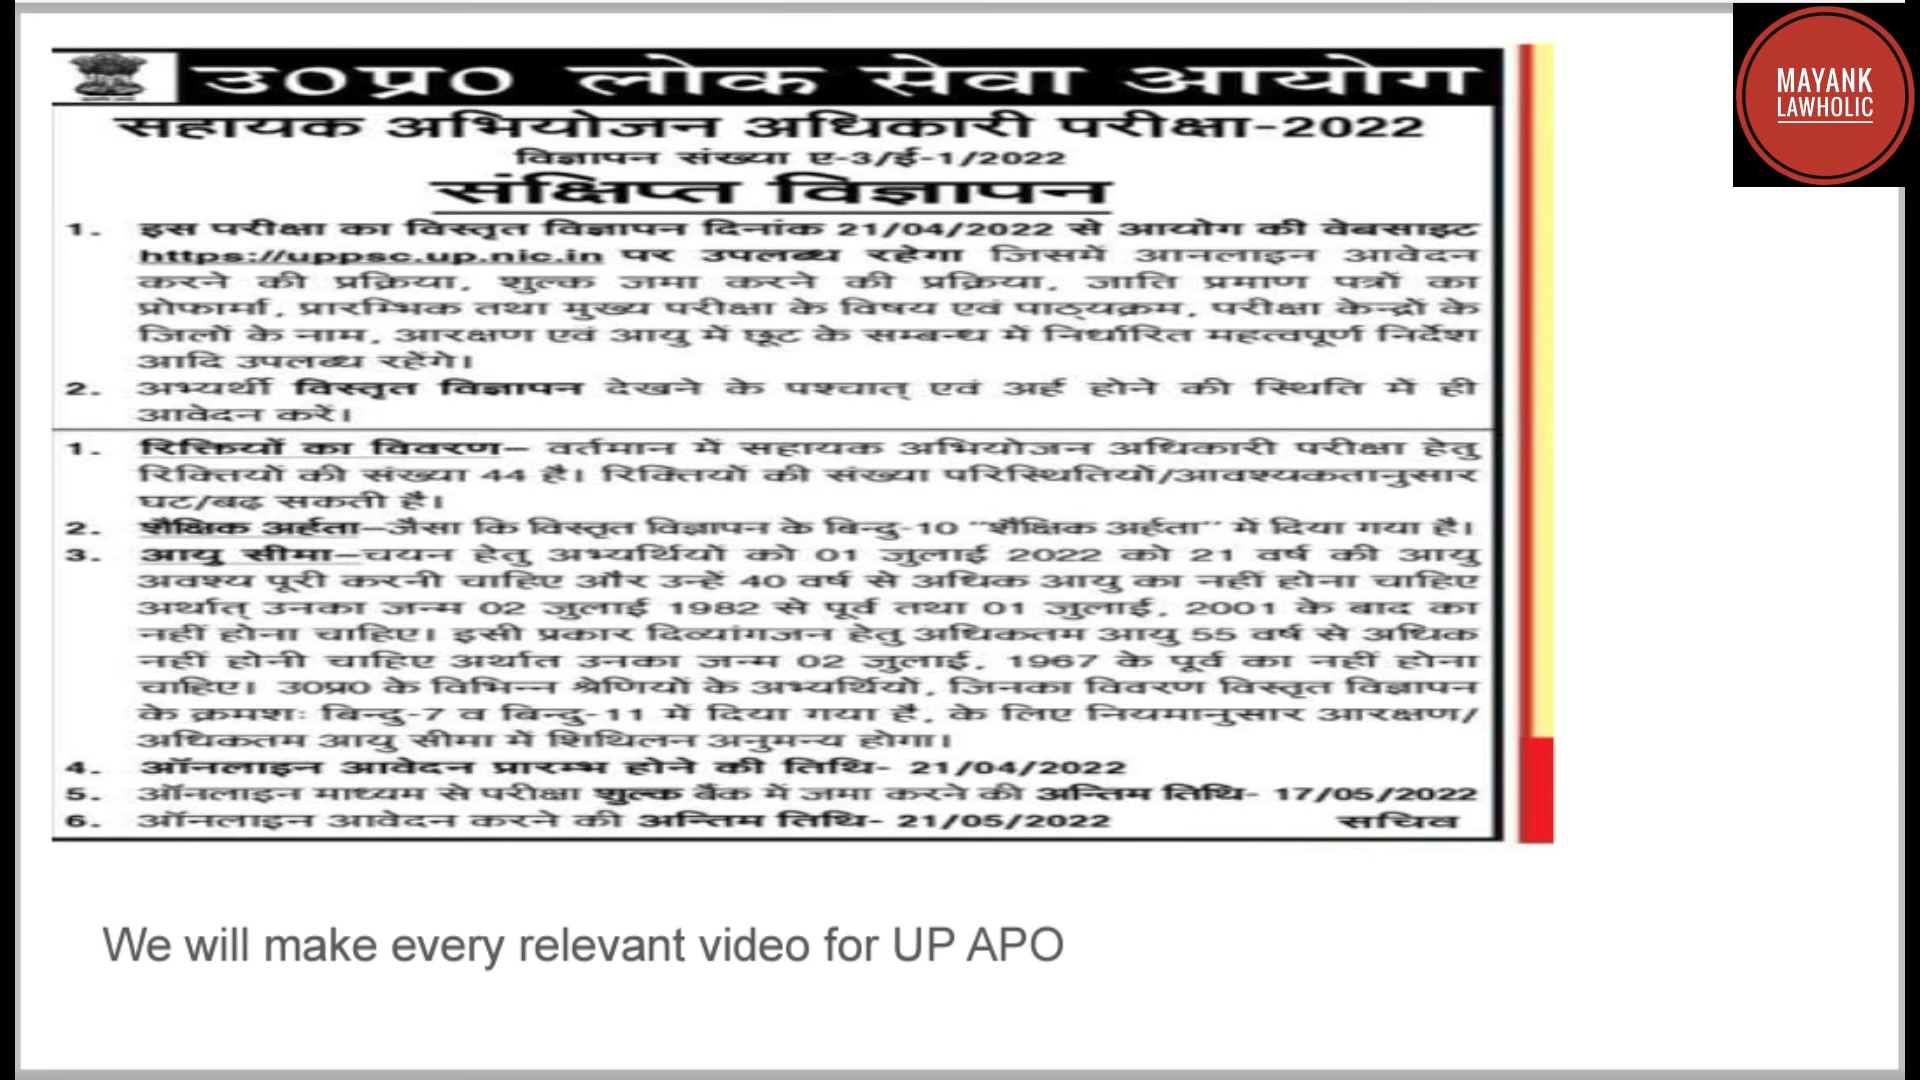 उ0प्र0 लोक सेवा आयोग
सहायक अभियोजन अधिकारी परीक्षा-2022
विज्ञापन संख्या ए-3/ई-1/2022
संक्षिप्त विज्ञापन
1. इस परीक्षा का विस्तृत विज्ञापन दिनांक 21/04/2022 से आयोग की वेबसाइट
https://uppsc.up.nic.in पर उपलब्ध रहेगा जिसमें आनलाइन आवेदन
करने की प्रक्रिया, शुल्क जमा करने की प्रक्रिया, जाति प्रमाण पत्रों का
प्रोफार्मा, प्रारम्भिक तथा मुख्य परीक्षा के विषय एवं पाठ्यक्रम, परीक्षा केन्द्रों के
जिलों के नाम, आरक्षण एवं आयु में छूट के सम्बन्ध में निर्धारित महत्वपूर्ण निर्देश
आदि उपलब्ध रहेंगे।
2. अभ्यर्थी विस्तृत विज्ञापन देखने के पश्चात् एवं अर्ह होने की स्थिति में ही
आवेदन करें।
1. रिक्तियों का विवरण– वर्तमान में सहायक अभियोजन अधिकारी परीक्षा हेतु
रिक्तियों की संख्या 44 है। रिक्तियों की संख्या परिस्थितियों/आवश्यकतानुसार
घट/बढ़ सकती है।
2. शैक्षिक अर्हता–जैसा कि विस्तृत विज्ञापन के बिन्दु-10 "शैक्षिक अर्हता" में दिया गया है।
3. आयु सीमा–चयन हेतु अभ्यर्थियों को 01 जुलाई 2022 को 21 वर्ष की आयु
अवश्य पूरी करनी चाहिए और उन्हें 40 वर्ष से अधिक आयु का नहीं होना चाहिए
अर्थात् उनका जन्म 02 जुलाई 1982 से पूर्व तथा 01 जुलाई, 2001 के बाद का
नहीं होना चाहिए। इसी प्रकार दिव्यांगजन हेतु अधिकतम आयु 55 वर्ष से अधिक
नहीं होनी चाहिए अर्थात उनका जन्म 02 जुलाई, 1967 के पूर्व का नहीं होना
चाहिए। उ0प्र0 के विभिन्न श्रेणियों के अभ्यर्थियों, जिनका विवरण विस्तृत विज्ञापन
के क्रमशः बिन्दु-7 व बिन्दु-11 में दिया गया है, के लिए नियमानुसार आरक्षण/
अधिकतम आयु सीमा में शिथिलन अनुमन्य होगा।
4. ऑनलाइन आवेदन प्रारम्भ होने की तिथि- 21/04/2022
5. ऑनलाइन माध्यम से परीक्षा शुल्क बैंक में जमा करने की अन्तिम तिथि- 17/05/2022
6. ऑनलाइन आवेदन करने की अन्तिम तिथि- 21/05/2022 सचिव
We will make every relevant video for UP APO
MAYANK
LAWHOLIC